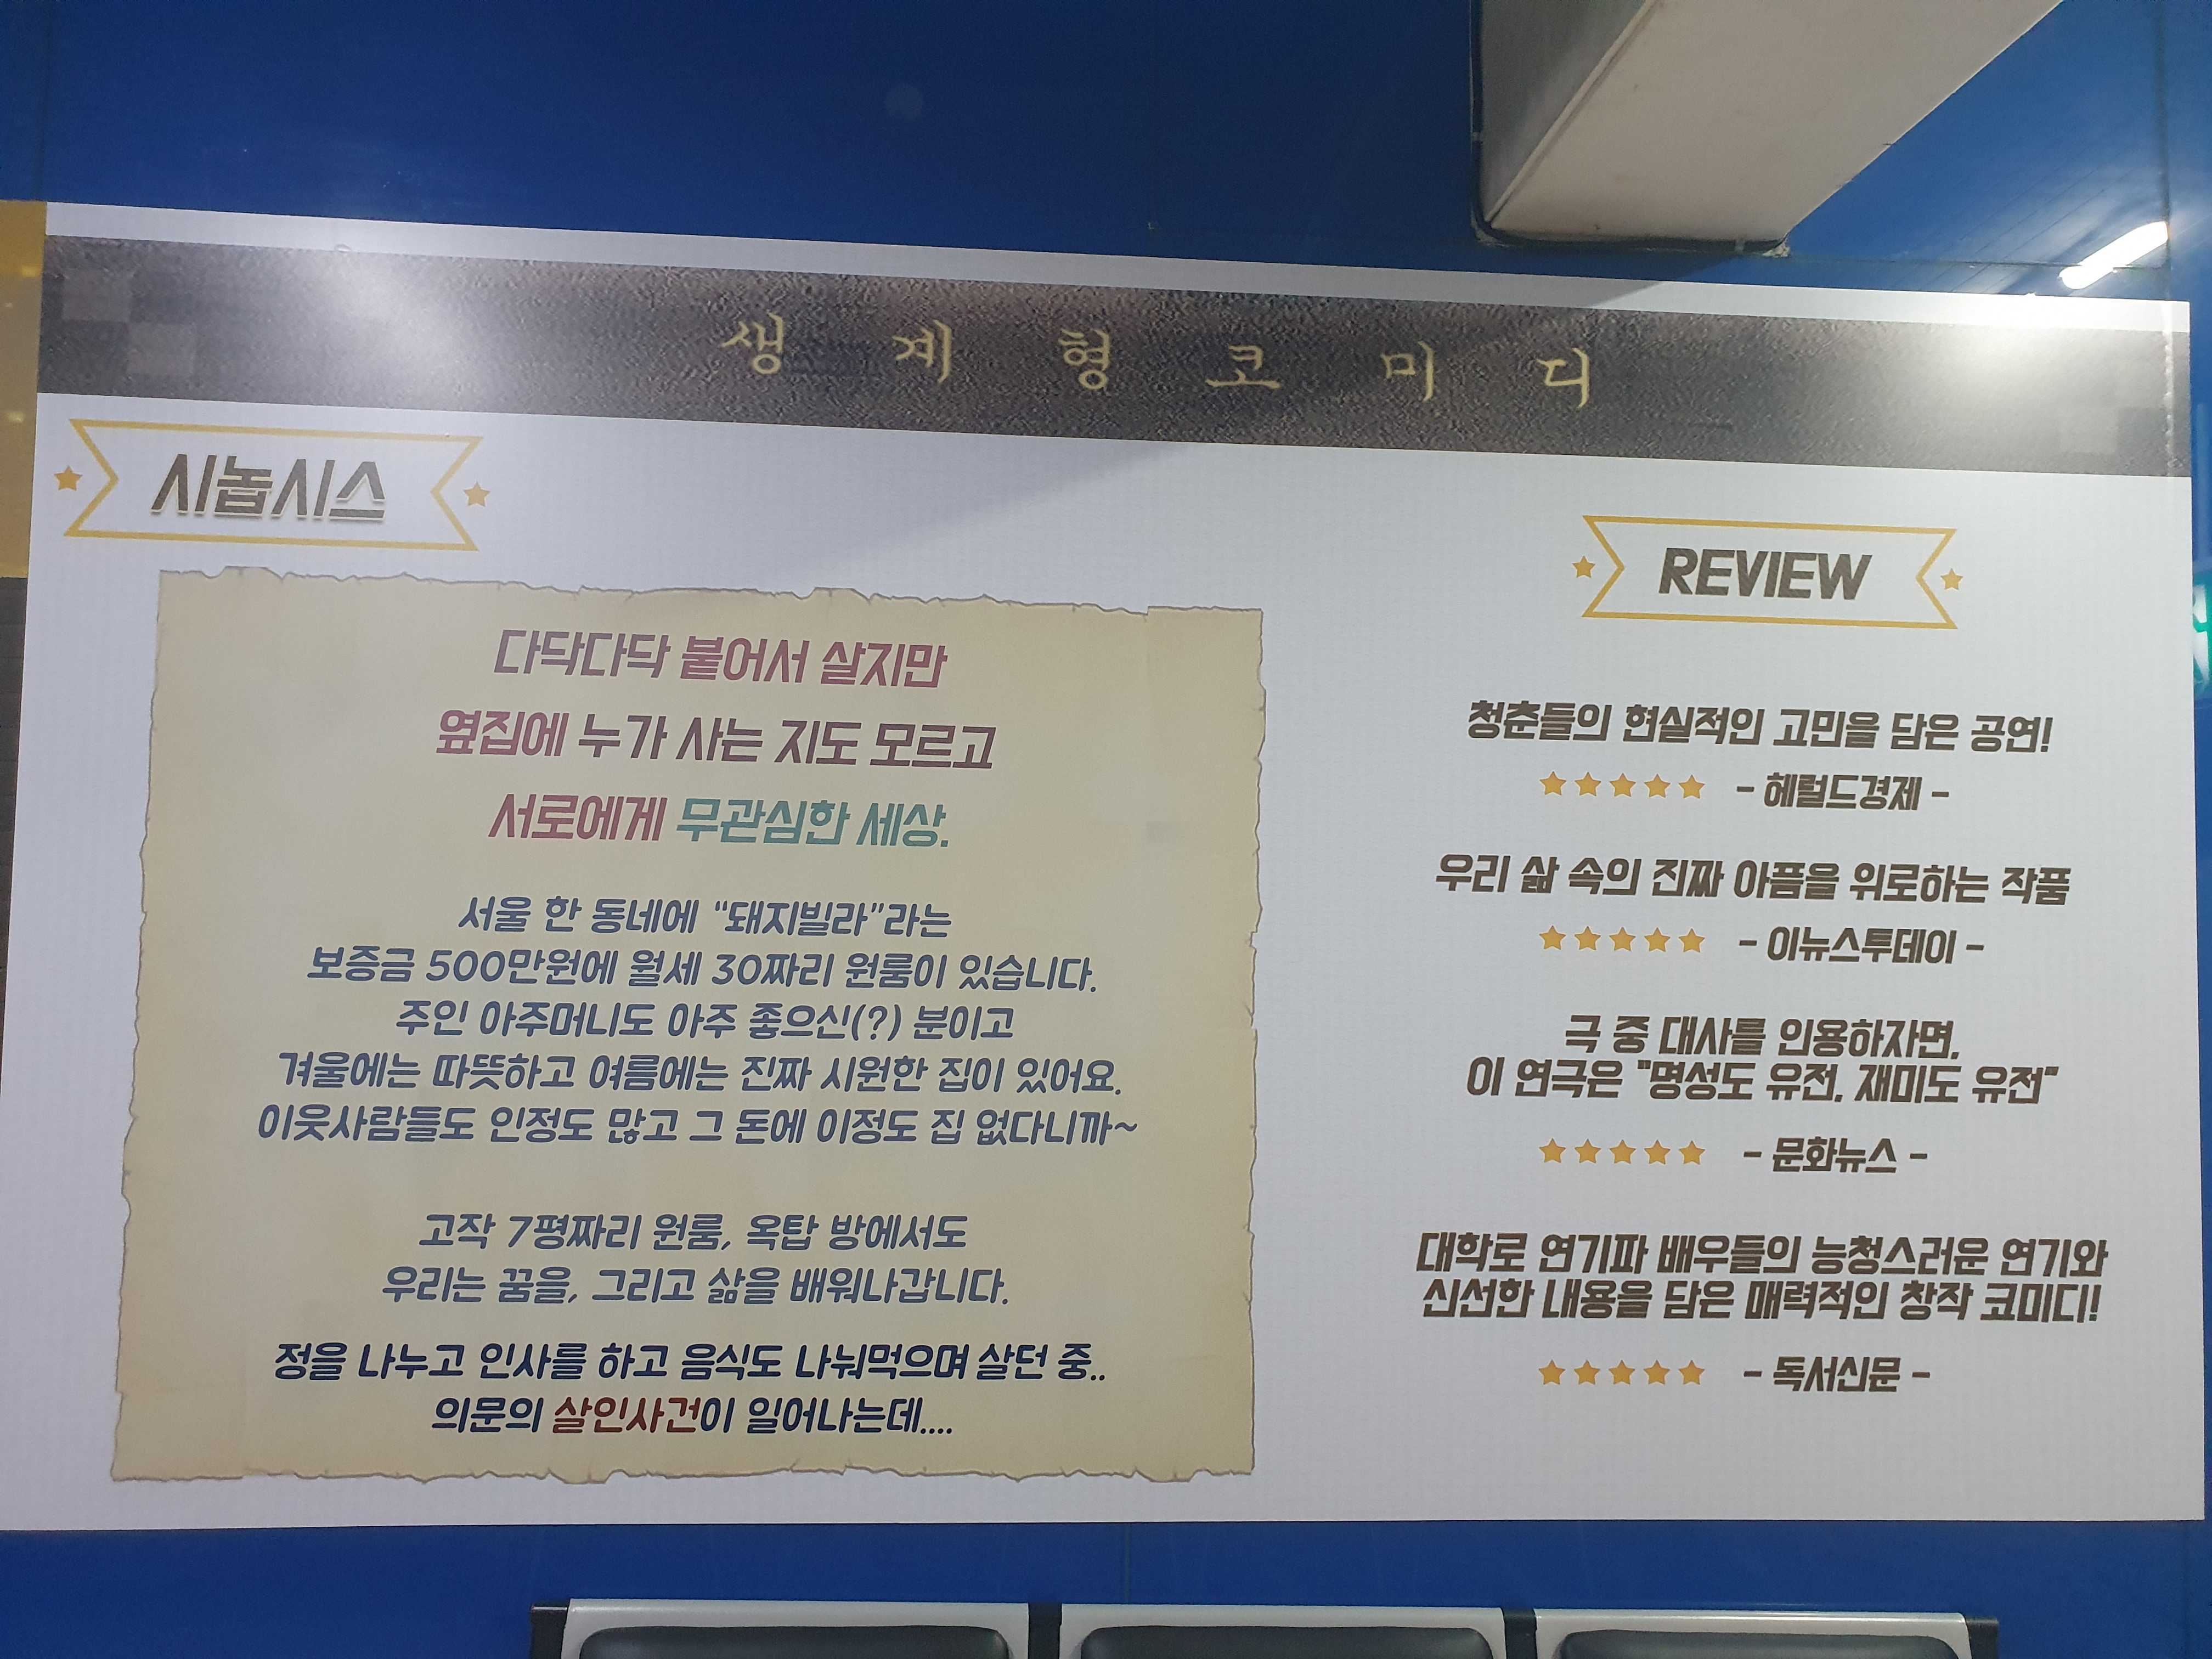 생계형코미디
시놉시스
다닥다닥 붙어서 살지만
옆집에 누가 사는 지도 모르고
서로에게 무관심한 세상.
서울 한 동네에 “돼지빌라”라는
보증금 500만원에 월세 30짜리 원룸이 있습니다.
주인 아주머니도 아주 좋으신(?) 분이고
겨울에는 따뜻하고 여름에는 진짜 시원한 집이 있어요.
이웃사람들도 인정도 많고 그 돈에 이정도 집 없다니까~
고작 7평짜리 원룸, 옥탑 방에서도
우리는 꿈을, 그리고 삶을 배워나갑니다.
정을 나누고 인사를 하고 음식도 나눠먹으며 살던 중..
의문의 살인사건이 일어나는데....
REVIEW
청춘들의 현실적인 고민을 담은 공연!
★★★★★ - 헤럴드경제 -
우리 삶 속의 진짜 아픔을 위로하는 작품
★★★★★ - 이뉴스투데이 -
극 중 대사를 인용하자면,
이 연극은 "명성도 유전, 재미도 유전"
★★★★★ - 문화뉴스 -
대학로 연기파 배우들의 능청스러운 연기와
신선한 내용을 담은 매력적인 창작 코미디!
★★★★★ - 독서신문 -